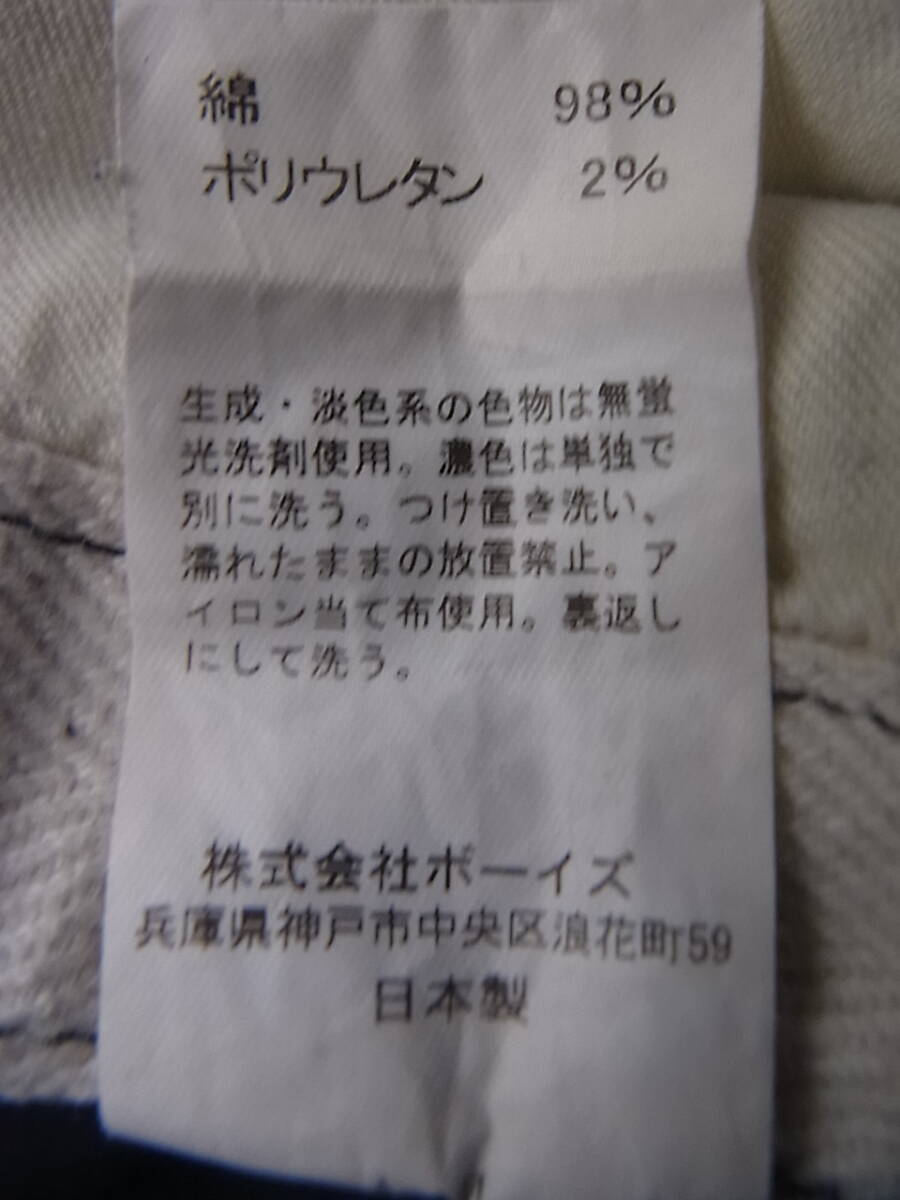 綿 98%
ポリウレタン 2%
生成・淡色系の色物は無蛍
光洗剤使用。濃色は単独で
別に洗う。つけ置き洗い、
濡れたままの放置禁止。ア
イロン当て布使用。裏返し
にして洗う。
株式会社ボーイズ
兵庫県神戸市中央区浪花町59
日本製